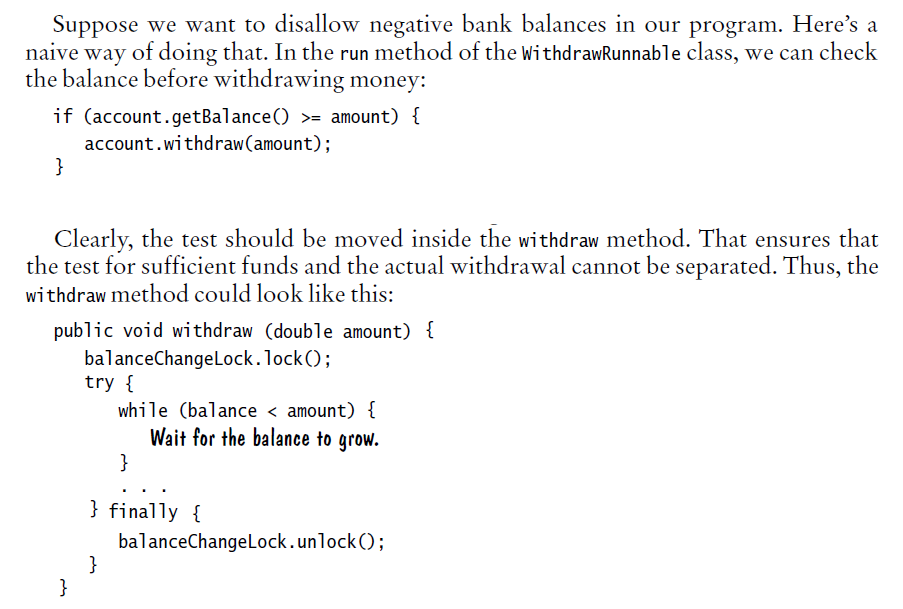 Suppose we want to disallow negative bank balances in our program. Here’s a
naive way of doing that. In the run method of the WithdrawRunnable class, we can check
the balance before withdrawing money:
if (account.getBalance() >= amount) {
account.withdraw(amount);
}
Clearly, the test should be moved inside the withdraw method. That ensures that
the test for sufficient funds and the actual withdrawal cannot be separated. Thus, the
withdraw method could look like this:
public void withdraw (double amount) {
balanceChangeLock.lock();
try {
while (balance < amount) {
Wait for the balance to grow.
}
. . .
} finally {
balanceChangeLock.unlock();
}
}